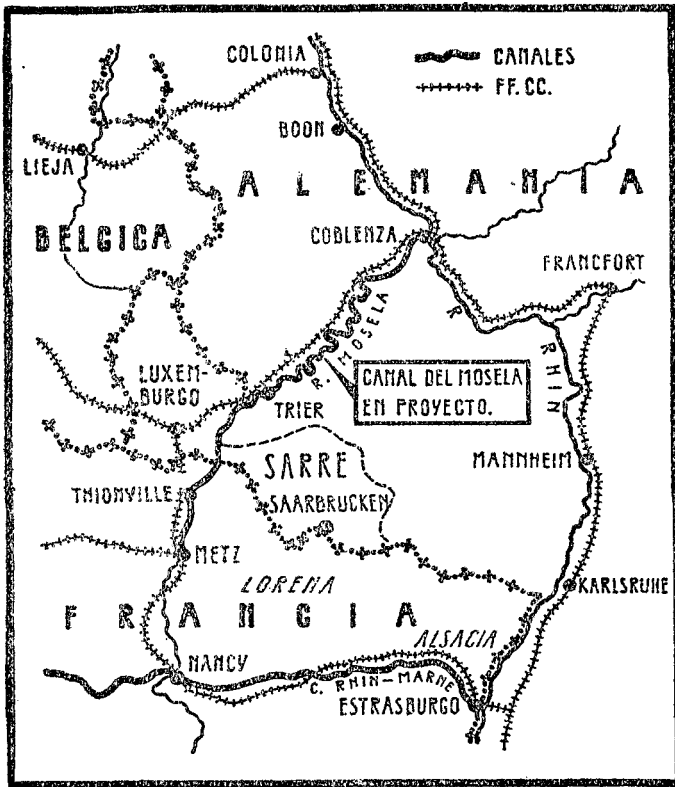 COLONIA
CANALES
FF. CC.
BOON
LIEJA
ALEMANIA
BELGICA
COBLENZA
FRANCFORT
R. RHIN
R. MOSELA
LUXEM-
BURGO
CANAL DEL MOSELA
EN PROYECTO.
TRIER
SARRE
MANNHEIM
THIONVILLE
SAARBRUCKEN
METZ
LORENA
KARLSRUHE
FRANCIA
ALSACIA
NANCY
C. RHIN-MARNE
ESTRASBURGO